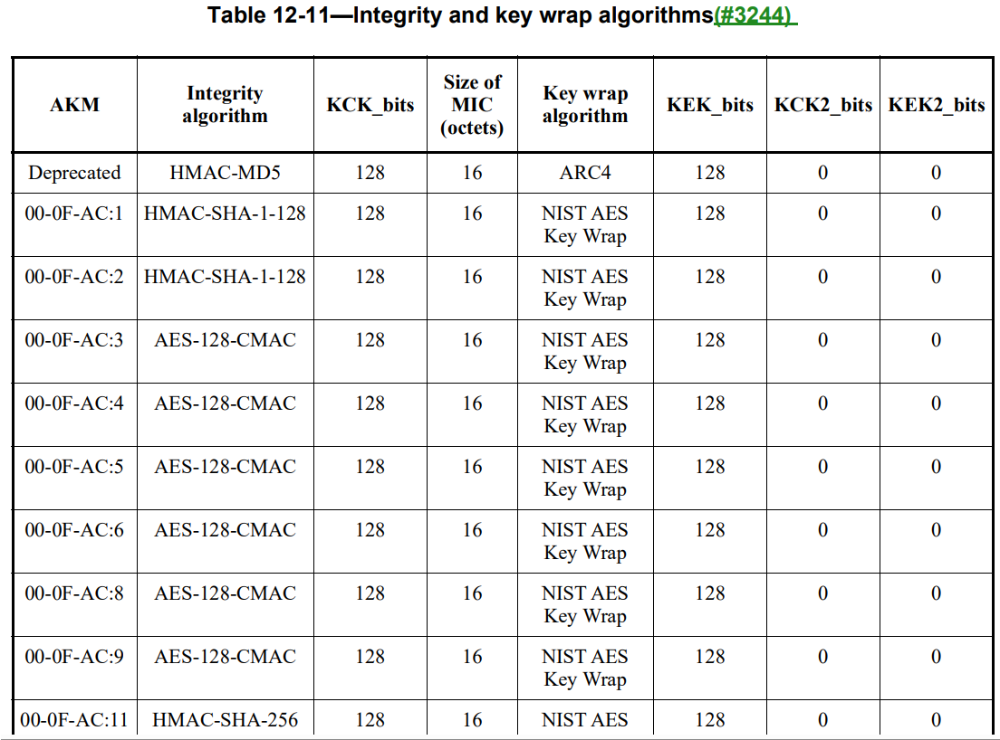 Table 12-11—Integrity and key wrap algorithms(#3244)
AKM Integrity algorithm KCK_bits Size of MIC (octets) Key wrap algorithm KEK_bits KCK2_bits KEK2_bits
Deprecated HMAC-MD5 128 16 ARC4 128 0 0
00-0F-AC:1 HMAC-SHA-1-128 128 16 NIST AES Key Wrap 128 0 0
00-0F-AC:2 HMAC-SHA-1-128 128 16 NIST AES Key Wrap 128 0 0
00-0F-AC:3 AES-128-CMAC 128 16 NIST AES Key Wrap 128 0 0
00-0F-AC:4 AES-128-CMAC 128 16 NIST AES Key Wrap 128 0 0
00-0F-AC:5 AES-128-CMAC 128 16 NIST AES Key Wrap 128 0 0
00-0F-AC:6 AES-128-CMAC 128 16 NIST AES Key Wrap 128 0 0
00-0F-AC:8 AES-128-CMAC 128 16 NIST AES Key Wrap 128 0 0
00-0F-AC:9 AES-128-CMAC 128 16 NIST AES Key Wrap 128 0 0
00-0F-AC:11 HMAC-SHA-256 128 16 NIST AES 128 0 0